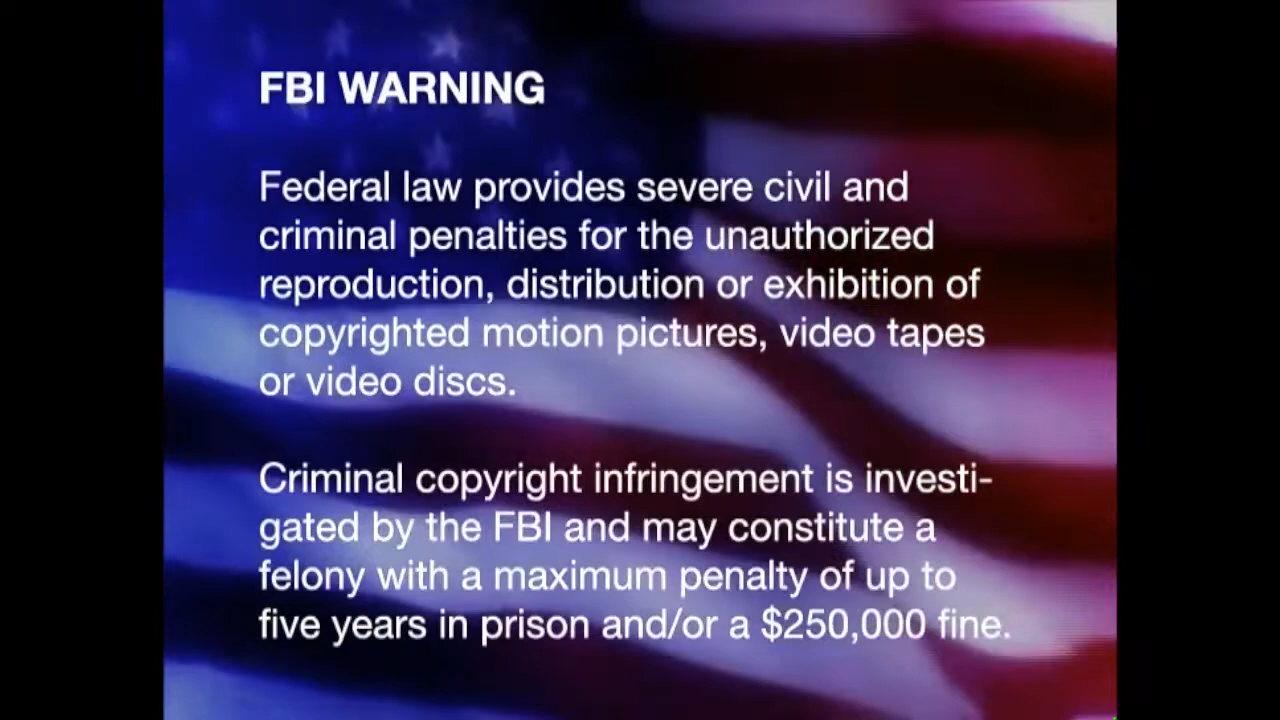 FBI WARNING
Federal law provides severe civil and
criminal penalties for the unauthorized
reproduction, distribution or exhibition of
copyrighted motion pictures, video tapes
or video discs.
Criminal copyright infringement is investi-
gated by the FBI and may constitute a
felony with a maximum penalty of up to
five years in prison and/or a $250,000 fine.